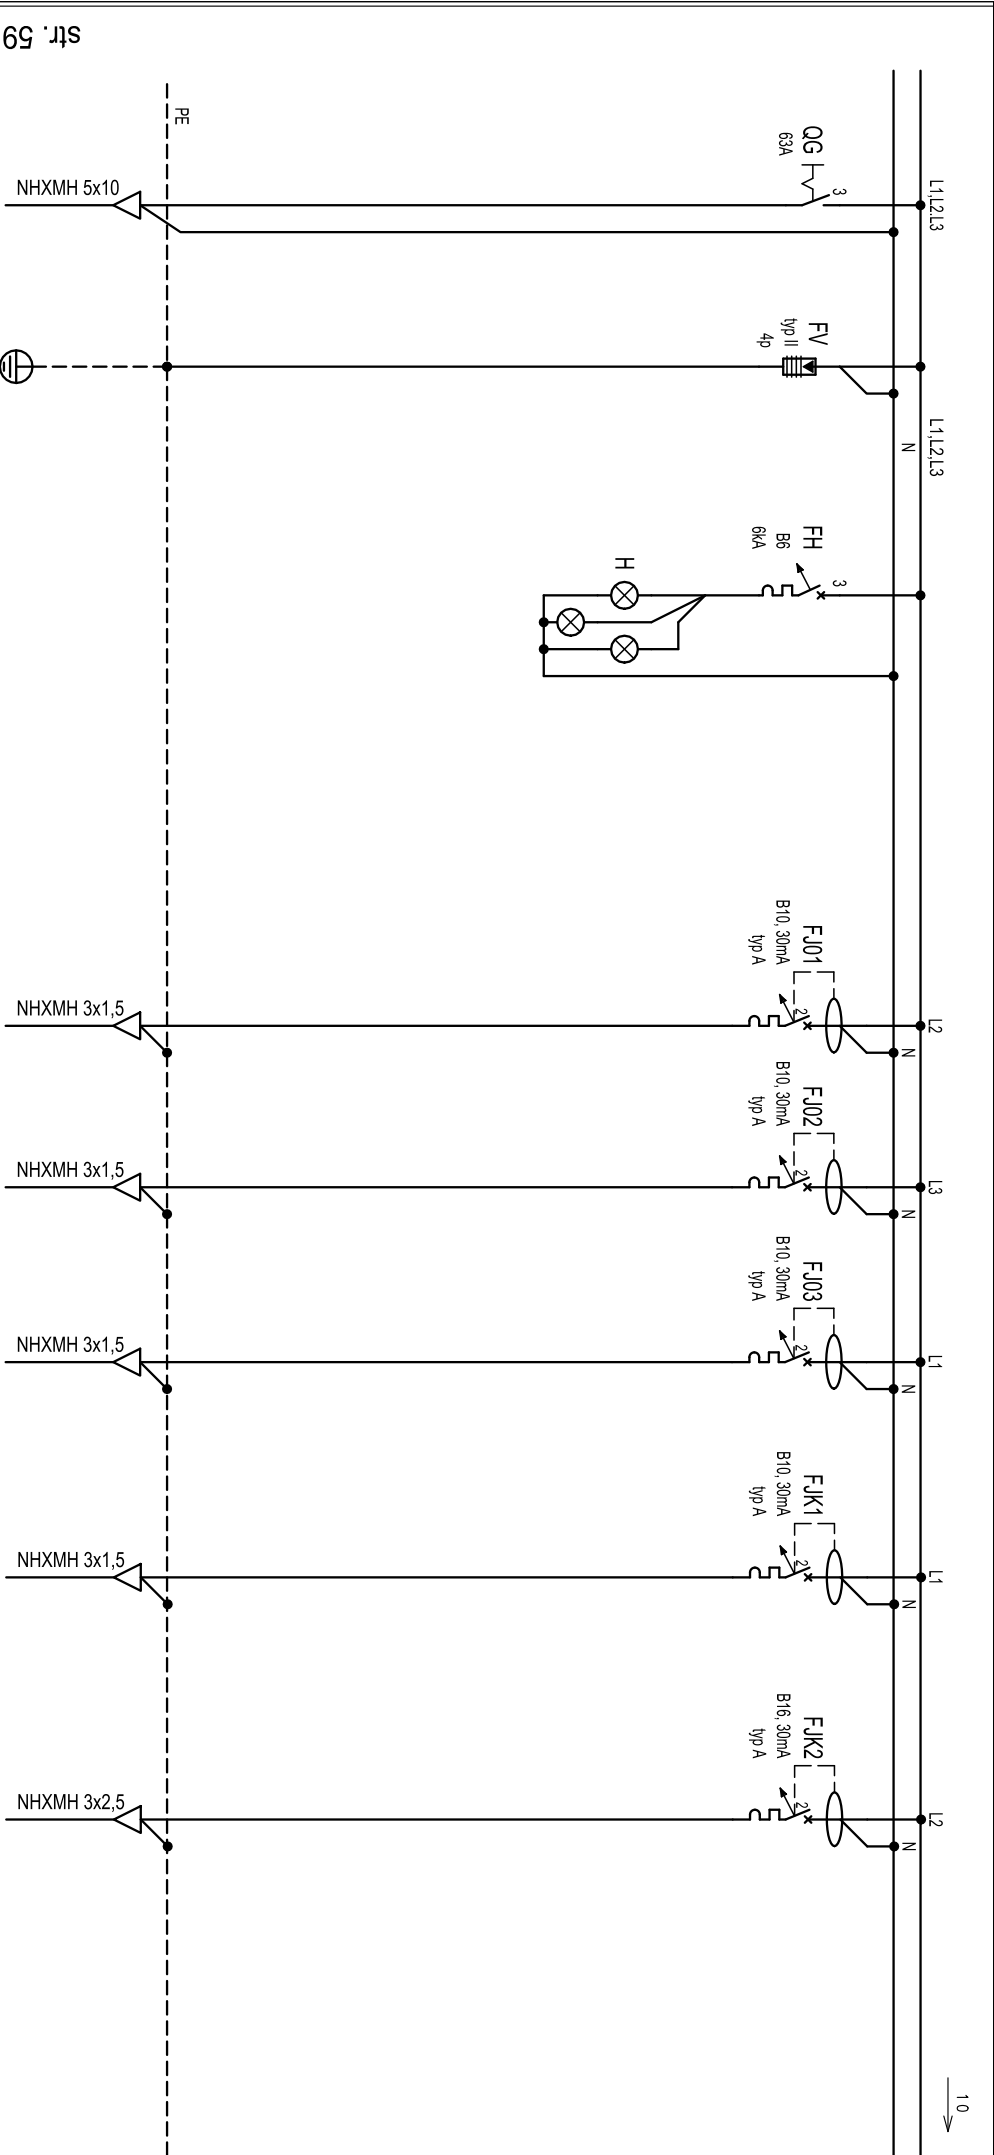 str. 59
PE
L1,L2.L3
QG
63A
3
NHXMH 5x10
FV
typ II
4p
L1,L2,L3
N
FH
B6
6kA
3
H
L2
N
FJ01
B10, 30mA
typ A
2
NHXMH 3x1,5
L3
N
FJ02
B10, 30mA
typ A
2
NHXMH 3x1,5
L1
N
FJ03
B10, 30mA
typ A
2
NHXMH 3x1,5
L1
N
FJK1
B10, 30mA
typ A
2
NHXMH 3x1,5
L2
N
FJK2
B16, 30mA
typ A
2
NHXMH 3x2,5
10